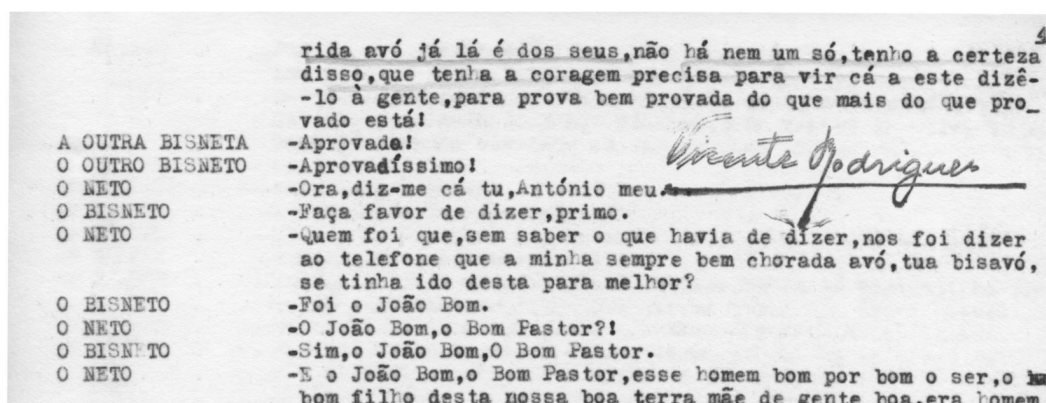 rida avó já lá é dos seus,não há nem um só,tenho a certeza
disso,que tenha a coragem precisa para vir cá a este dizê-
-lo à gente,para prova bem provada do que mais do que pro_
vado está!
A OUTRA BISNETA -Aprovada!
O OUTRO BISNETO -Aprovadíssimo!
Vicente Rodrigues
O NETO -Ora,diz-me cá tu,António meu.
O BISNETO -Faça favor de dizer,primo.
O NETO -Quem foi que,sem saber o que havia de dizer,nos foi dizer
ao telefone que a minha sempre bem chorada avó,tua bisavó,
se tinha ido desta para melhor?
O BISNETO -Foi o João Bom.
O NETO -O João Bom,o Bom Pastor?!
O BISNETO -Sim,o João Bom,O Bom Pastor.
O NETO -E o João Bom,o Bom Pastor,esse homem bom por bom o ser,o
bom filho desta nossa boa terra mãe de gente boa,era homem